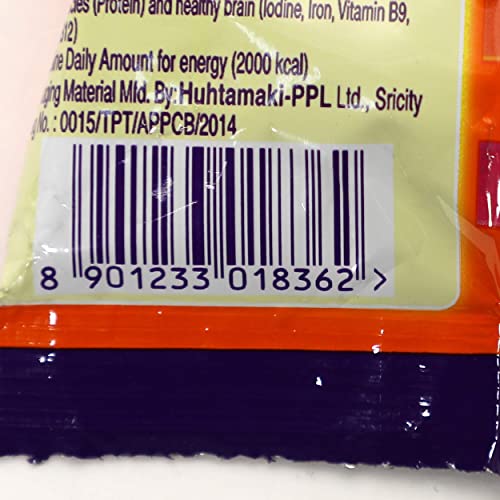 (Protein) and healthy brain (Iodine, Iron, Vitamin B9,
Daily Amount for energy (2000 kcal)
Material Mfd. By: Huhtamaki-PPL Ltd., Sricity
No. : 0015/TPT/APPCB/2014
8 901233 018362 >